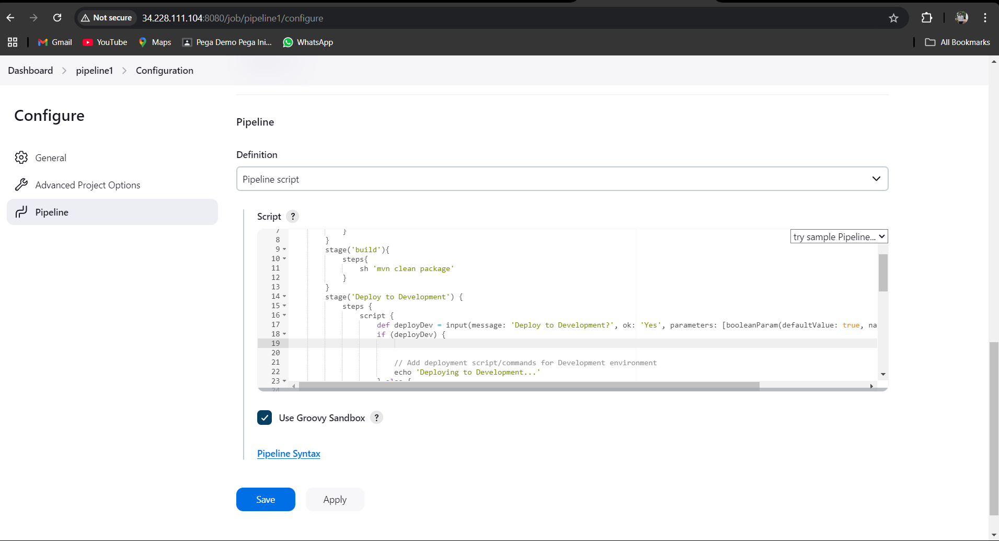 Not secure
34.228.111.104:8080/job/pipeline1/configure
Gmail
YouTube
Maps
Pega Demo Pega Ini...
WhatsApp
All Bookmarks
Dashboard
pipeline1
Configuration
Configure
General
Advanced Project Options
Pipeline
Pipeline
Definition
Pipeline script
Script ?
try sample Pipeline...
7 }
8 }
9 stage('build'){
10 steps{
11 sh 'mvn clean package'
12 }
13 }
14 stage('Deploy to Development') {
15 steps {
16 script {
17 def deployDev = input(message: 'Deploy to Development?', ok: 'Yes', parameters: [booleanParam(defaultValue: true, na
18 if (deployDev) {
19
20
21 // Add deployment script/commands for Development environment
22 echo 'Deploying to Development...'
23 } else {
24
Use Groovy Sandbox ?
Pipeline Syntax
Save
Apply